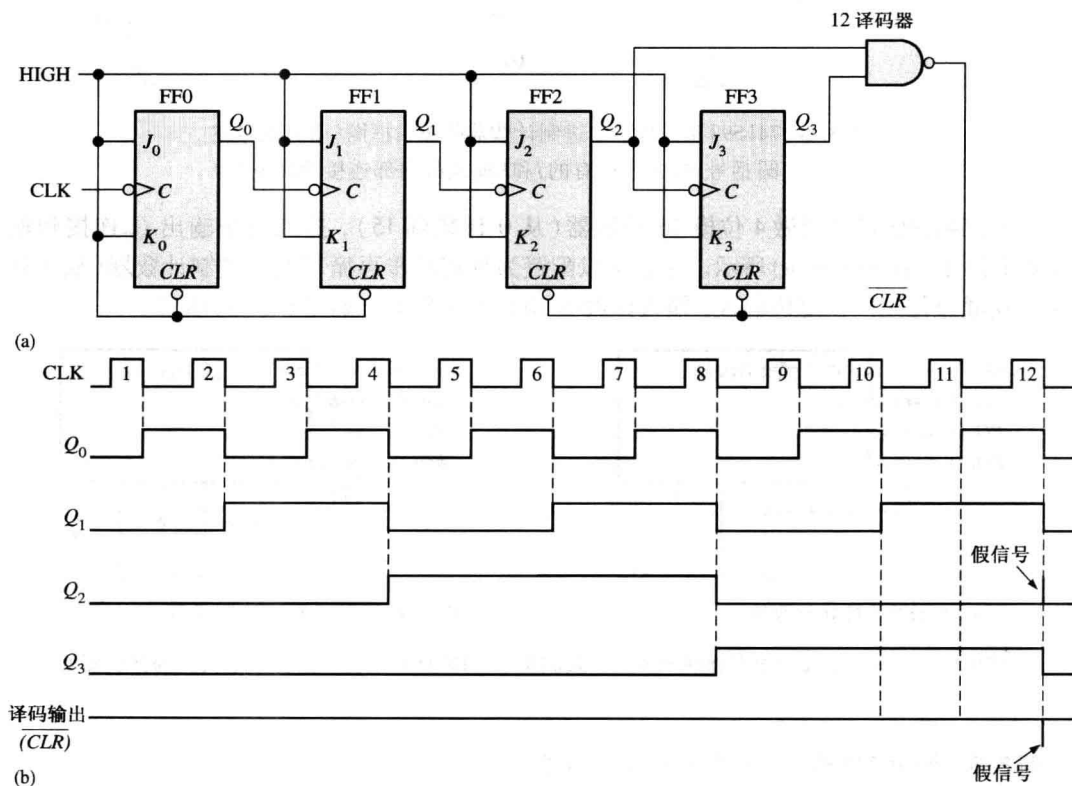 12 译码器
HIGH
FF0 FF1 FF2 FF3
Q0 Q1 Q2 Q3
J0 J1 J2 J3
CLK C C C C
K0 K1 K2 K3
CLR CLR CLR CLR CLR
(a)
CLK 1 2 3 4 5 6 7 8 9 10 11 12
Q0
Q1
假信号
Q2
Q3
译码输出
(CLR)
假信号
(b)